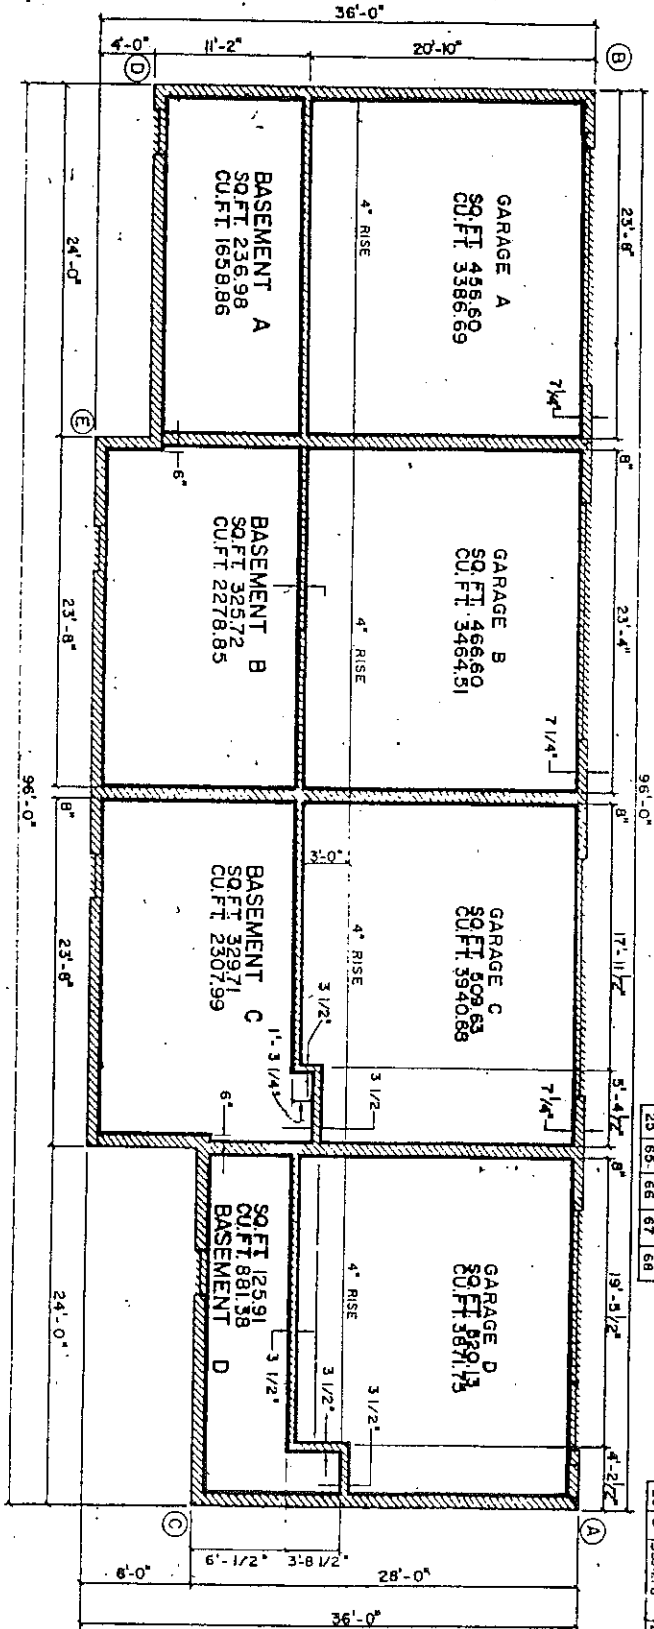 36'-0"
4'-0"
11'-2"
20'-10"
B
D
23'-8"
24'-0"
GARAGE A
SQ.FT. 456.60
CU.FT. 3386.69
4" RISE
BASEMENT A
SQ.FT. 236.98
CU.FT. 1658.86
7 1/4"
E
6"
8"
GARAGE B
SQ.FT. 466.60
CU.FT. 3464.51
4" RISE
BASEMENT B
SQ.FT. 325.72
CU.FT. 2278.85
23'-4"
23'-8"
7 1/4"
96'-0"
96'-0"
8"
8"
GARAGE C
SQ.FT. 509.63
CU.FT. 3940.68
3'-0"
4" RISE
BASEMENT C
SQ.FT. 329.71
CU.FT. 2307.99
17'-11 1/2"
23'-8"
3 1/2"
1'-3 1/4"
3 1/2
7 1/4"
5'-4 1/2"
6"
8"
25 65 66 67 68
GARAGE D
4" RISE
SQ.FT. 125.91
CU.FT. 881.38
BASEMENT D
19'-5 1/2"
24'-0"
3 1/2"
3 1/2"
3 1/2"
4'-2 1/2"
A
C
6'-1/2"
3'-8 1/2"
6'-0"
28'-0"
36'-0"